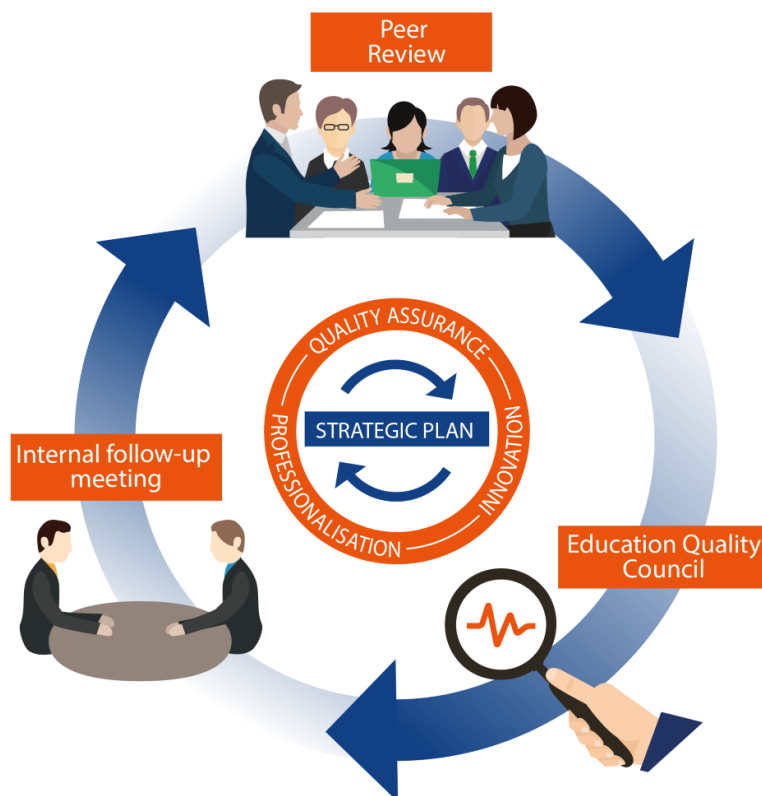 Peer
Review
QUALITY ASSURANCE
INNOVATION
PROFESSIONALISATION
STRATEGIC PLAN
Internal follow-up
meeting
Education Quality
Council